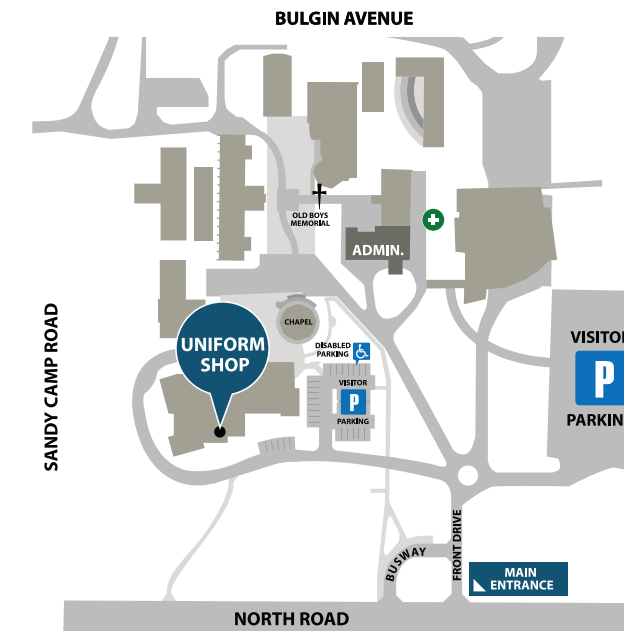 BULGIN AVENUE
OLD BOYS
MEMORIAL
ADMIN.
SANDY CAMP ROAD
CHAPEL
UNIFORM
SHOP
DISABLED
PARKING
VISITOR
P
PARKING
VISITO
P
PARKIN
BUSWAY
FRONT DRIVE
MAIN
ENTRANCE
NORTH ROAD